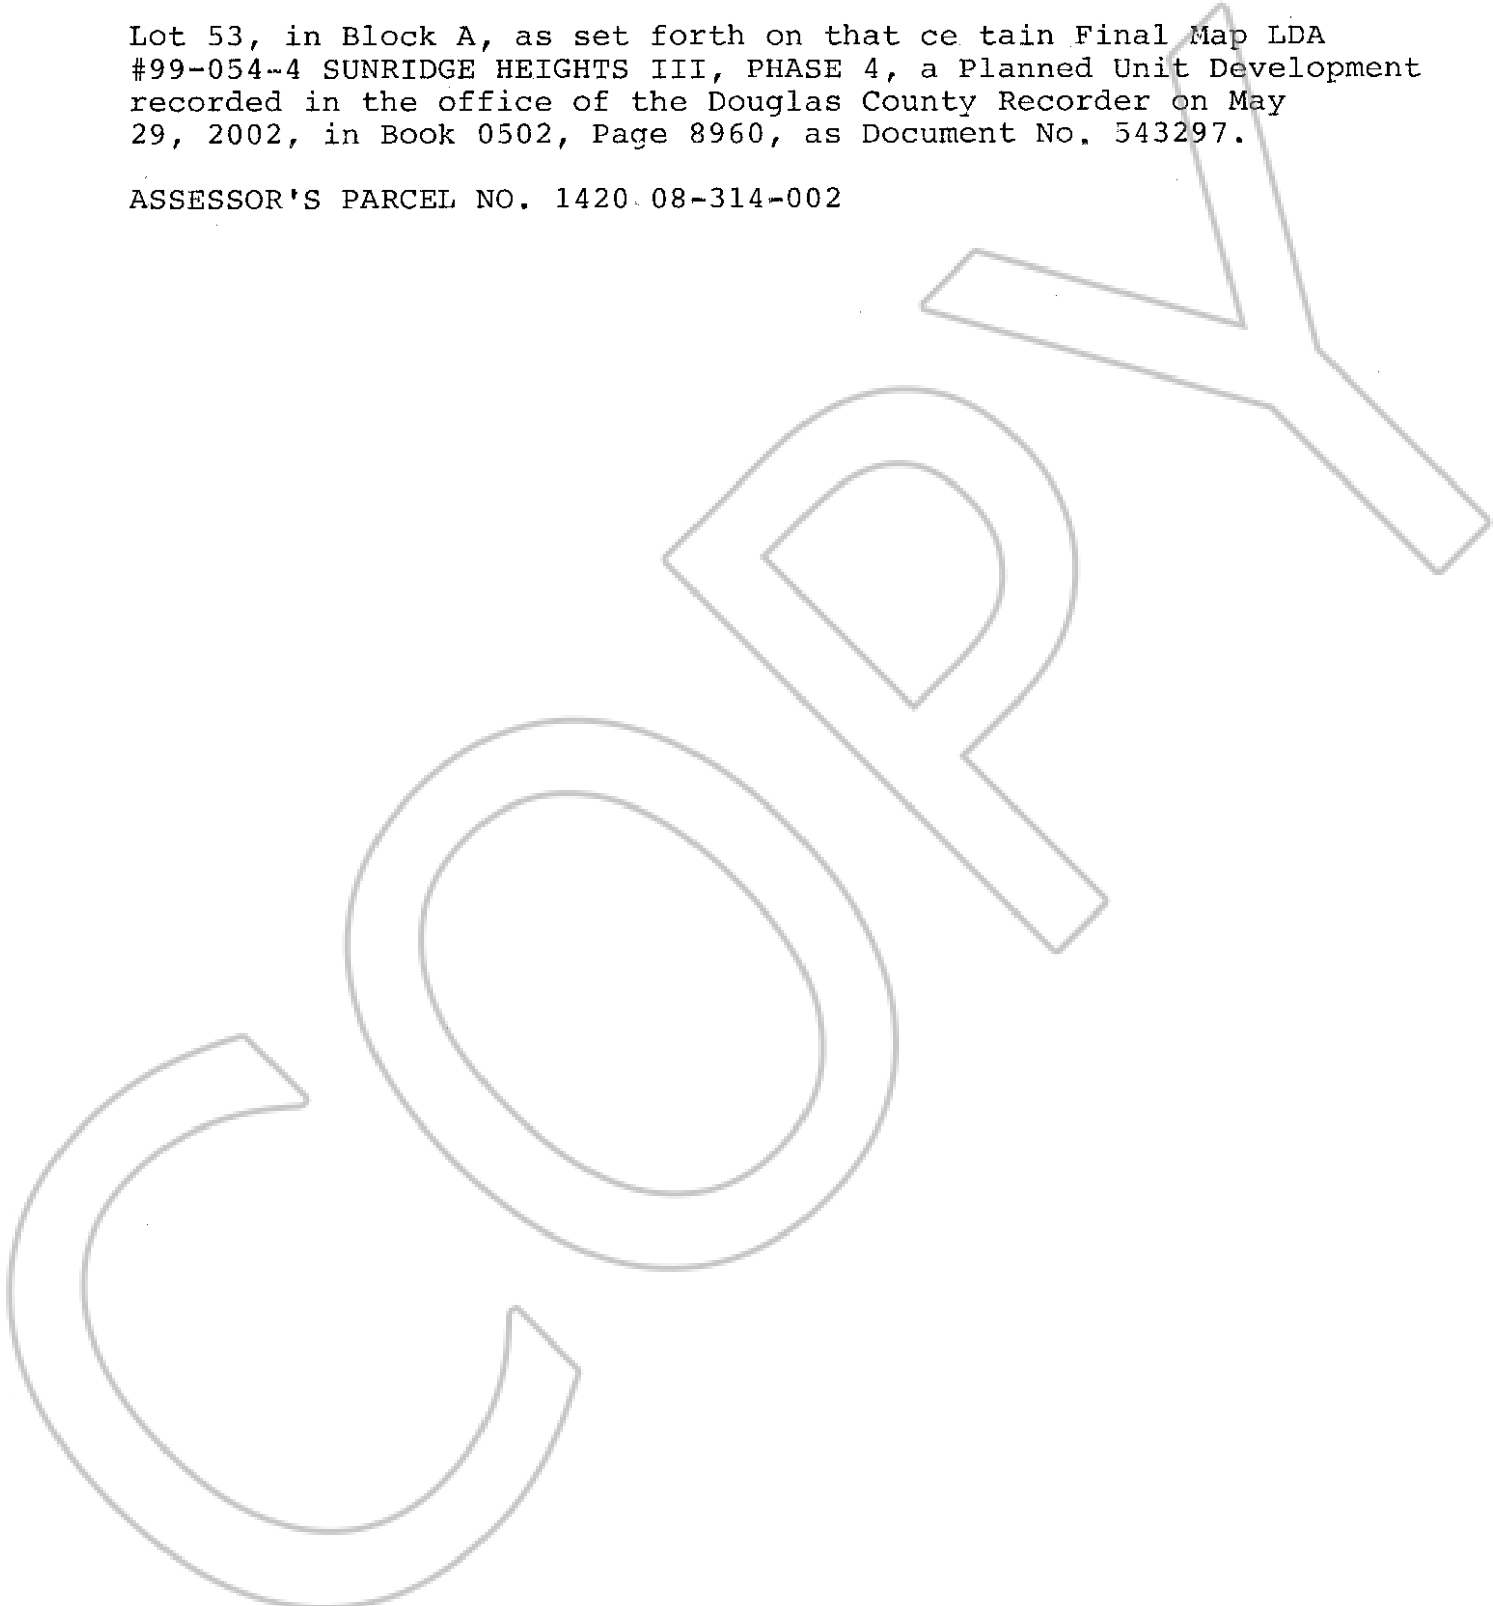 Lot 53, in Block A, as set forth on that ce tain Final Map LDA
#99-054-4 SUNRIDGE HEIGHTS III, PHASE 4, a Planned Unit Development
recorded in the office of the Douglas County Recorder on May
29, 2002, in Book 0502, Page 8960, as Document No. 543297.
ASSESSOR'S PARCEL NO. 1420 08-314-002
COPY